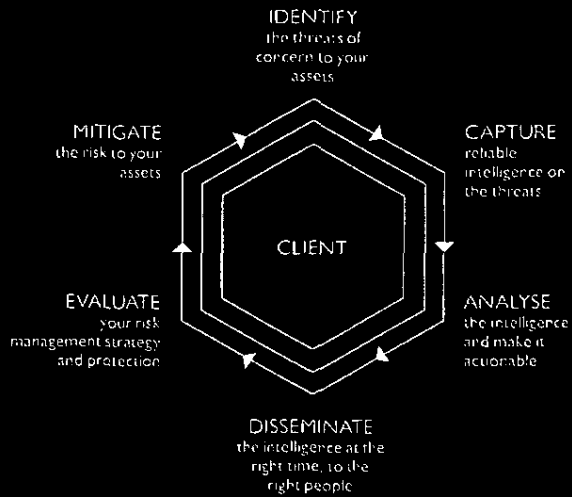 IDENTIFY
the threats of
concern to your
assets
MITIGATE
the risk to your
assets
CAPTURE
reliable
intelligence on
the threats
CLIENT
EVALUATE
your risk
management strategy
and protection
ANALYSE
the intelligence
and make it
actionable
DISSEMINATE
the intelligence at the
right time, to the
right people